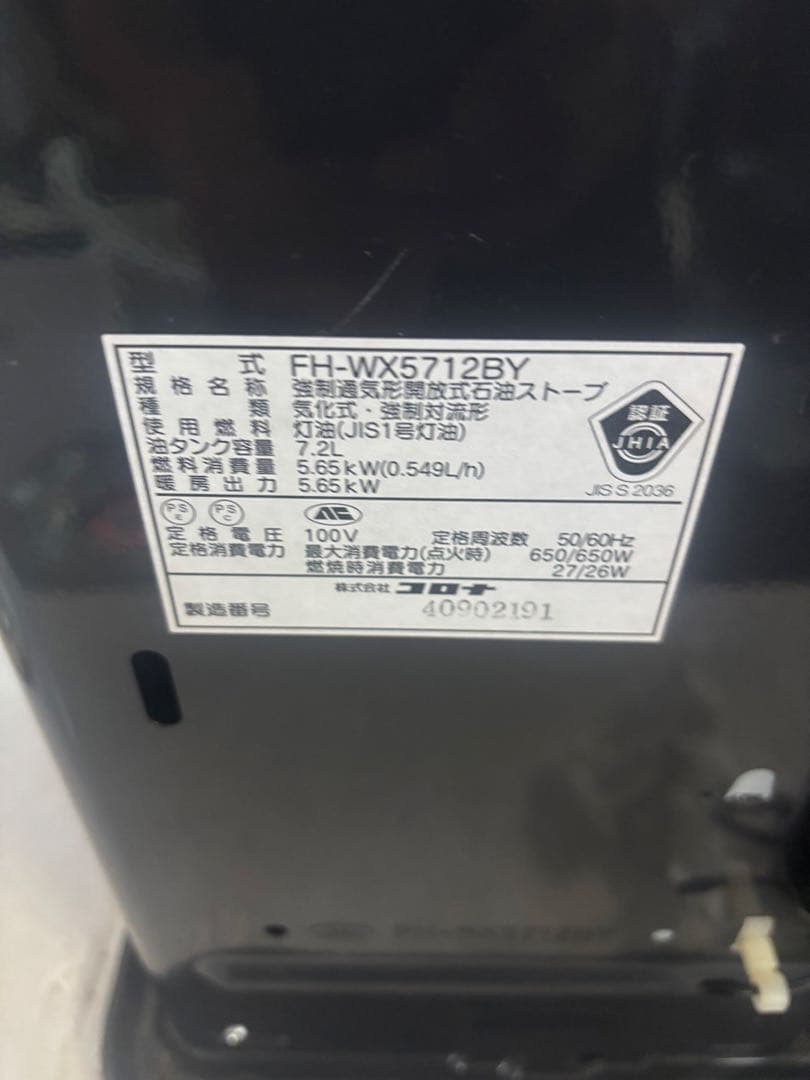 型式 FH-WX5712BY
規格名称 強制通気形開放式石油ストーブ
種類 気化式・強制対流形
使用燃料 灯油(JIS1号灯油)
油タンク容量 7.2L
燃料消費量 5.65kW(0.549L/h)
暖房出力 5.65kW
認証
JHIA
JIS S 2036
PS E PS C
定格電圧 100V 定格周波数 50/60Hz
定格消費電力 最大消費電力(点火時) 650/650W
燃焼時消費電力 27/26W
株式会社 コロナ
製造番号 40902191